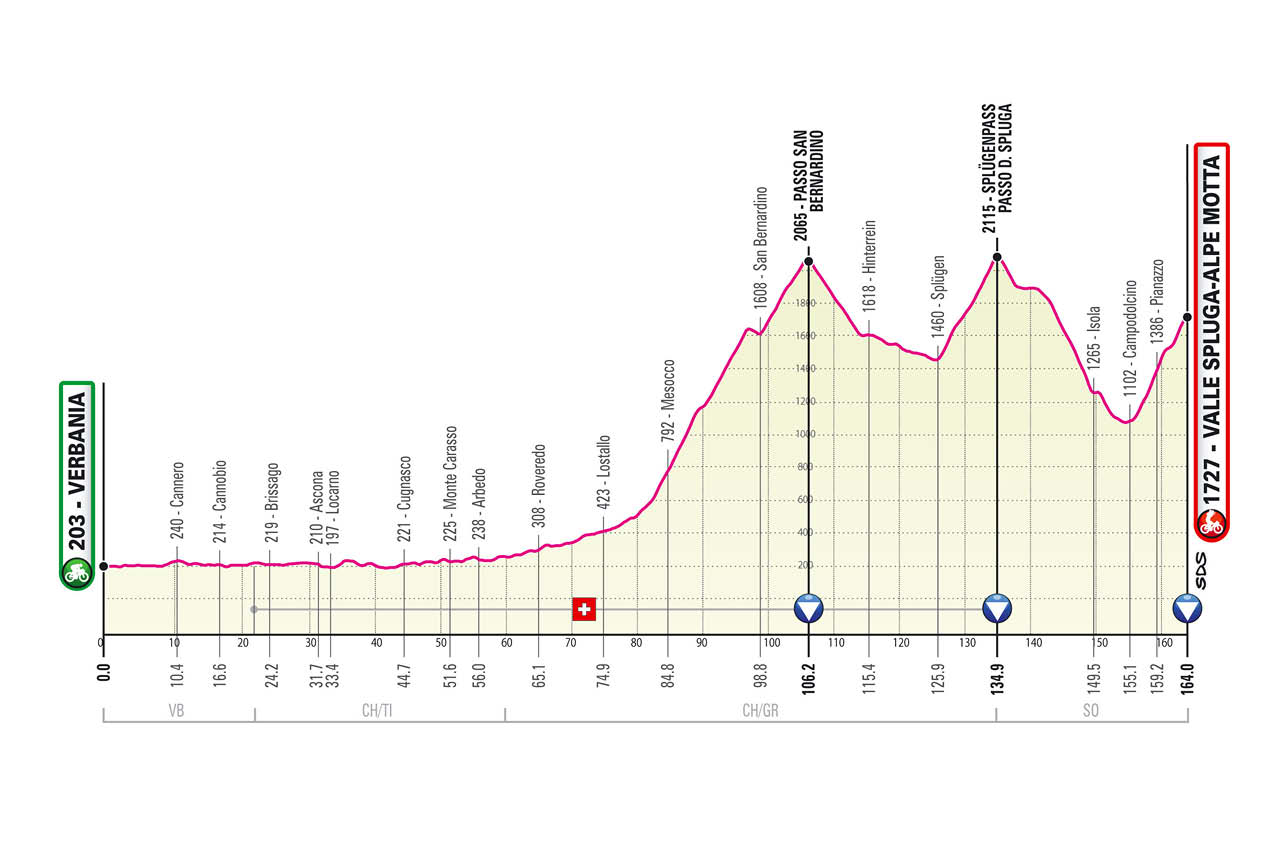 203 - VERBANIA
240 - Cannero
214 - Cannobio
219 - Brissago
210 - Ascona
197 - Locarno
221 - Cugnasco
225 - Monte Carasso
238 - Arbedo
308 - Roveredo
423 - Lostallo
792 - Mesocco
1608 - San Bernardino
2065 - PASSO SAN
BERNARDINO
1618 - Hinterrein
1460 - Splügen
2115 - SPLÜGENPASS
PASSO D. SPLUGA
1265 - Isola
1102 - Campodolcino
1386 - Pianazzo
1727 - VALLE SPLUGA-ALPE MOTTA
SDS
1800
1600
1400
1200
1000
800
600
400
200
0 10 20 30 40 50 60 70 80 90 100 110 120 130 140 150 160
0.0 10.4 16.6 24.2 31.7 33.4 44.7 51.6 56.0 65.1 74.9 84.8 98.8 106.2 115.4 125.9 134.9 149.5 155.1 159.2 164.0
VB CH/TI CH/GR SO